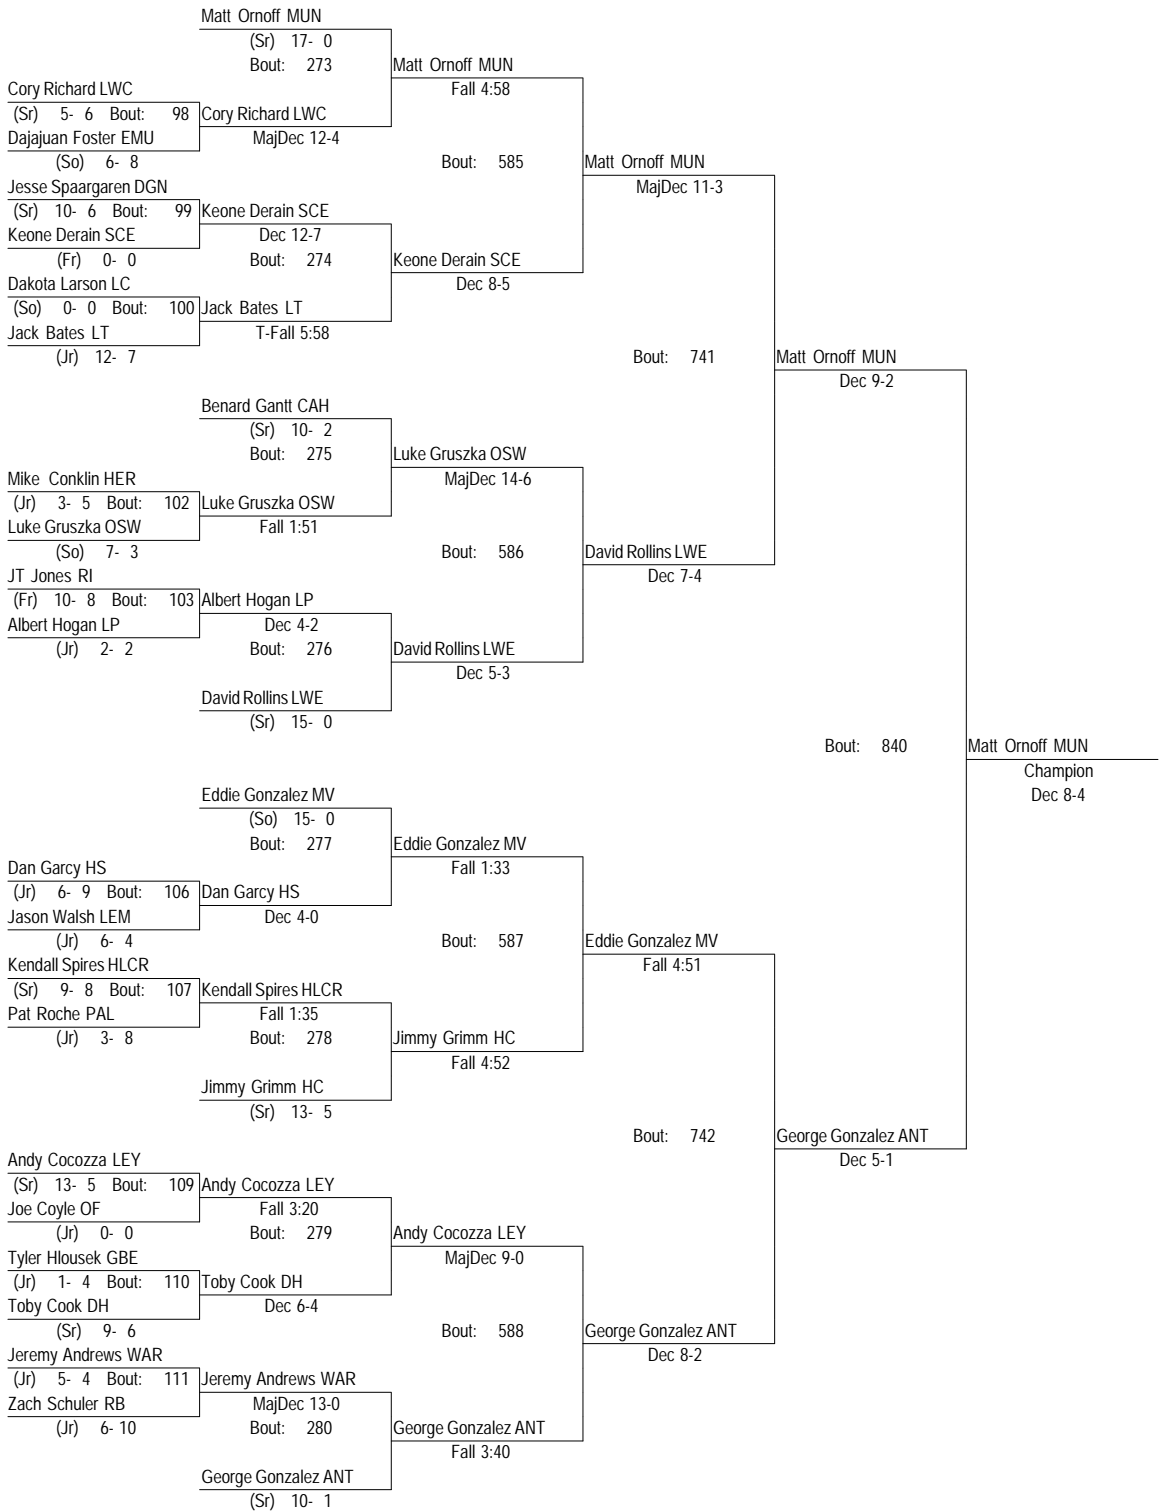 Matt Ornoff MUN
(Sr) 17- 0
Bout: 273 Matt Ornoff MUN
Cory Richard LWC Fall 4:58
(Sr) 5- 6 Bout: 98 Cory Richard LWC
Dajajuan Foster EMU MajDec 12-4
(So) 6- 8 Bout: 585 Matt Ornoff MUN
Jesse Spaargaren DGN MajDec 11-3
(Sr) 10- 6 Bout: 99 Keone Derain SCE
Keone Derain SCE Dec 12-7
(Fr) 0- 0 Bout: 274 Keone Derain SCE
Dakota Larson LC Dec 8-5
(So) 0- 0 Bout: 100 Jack Bates LT
Jack Bates LT T-Fall 5:58
(Jr) 12- 7 Bout: 741 Matt Ornoff MUN
Dec 9-2
Benard Gantt CAH
(Sr) 10- 2
Bout: 275 Luke Gruszka OSW
Mike Conklin HER MajDec 14-6
(Jr) 3- 5 Bout: 102 Luke Gruszka OSW
Luke Gruszka OSW Fall 1:51
(So) 7- 3 Bout: 586 David Rollins LWE
JT Jones RI Dec 7-4
(Fr) 10- 8 Bout: 103 Albert Hogan LP
Albert Hogan LP Dec 4-2
(Jr) 2- 2 Bout: 276 David Rollins LWE
Dec 5-3
David Rollins LWE
(Sr) 15- 0
Bout: 840 Matt Ornoff MUN
Champion
Eddie Gonzalez MV Dec 8-4
(So) 15- 0
Bout: 277 Eddie Gonzalez MV
Dan Garcy HS Fall 1:33
(Jr) 6- 9 Bout: 106 Dan Garcy HS
Jason Walsh LEM Dec 4-0
(Jr) 6- 4 Bout: 587 Eddie Gonzalez MV
Kendall Spires HLCR Fall 4:51
(Sr) 9- 8 Bout: 107 Kendall Spires HLCR
Pat Roche PAL Fall 1:35
(Jr) 3- 8 Bout: 278 Jimmy Grimm HC
Fall 4:52
Jimmy Grimm HC
(Sr) 13- 5
Bout: 742 George Gonzalez ANT
Andy Cocozza LEY Dec 5-1
(Sr) 13- 5 Bout: 109 Andy Cocozza LEY
Joe Coyle OF Fall 3:20
(Jr) 0- 0 Bout: 279 Andy Cocozza LEY
Tyler Hlousek GBE MajDec 9-0
(Jr) 1- 4 Bout: 110 Toby Cook DH
Toby Cook DH Dec 6-4
(Sr) 9- 6 Bout: 588 George Gonzalez ANT
Jeremy Andrews WAR Dec 8-2
(Jr) 5- 4 Bout: 111 Jeremy Andrews WAR
Zach Schuler RB MajDec 13-0
(Jr) 6- 10 Bout: 280 George Gonzalez ANT
Fall 3:40
George Gonzalez ANT
(Sr) 10- 1